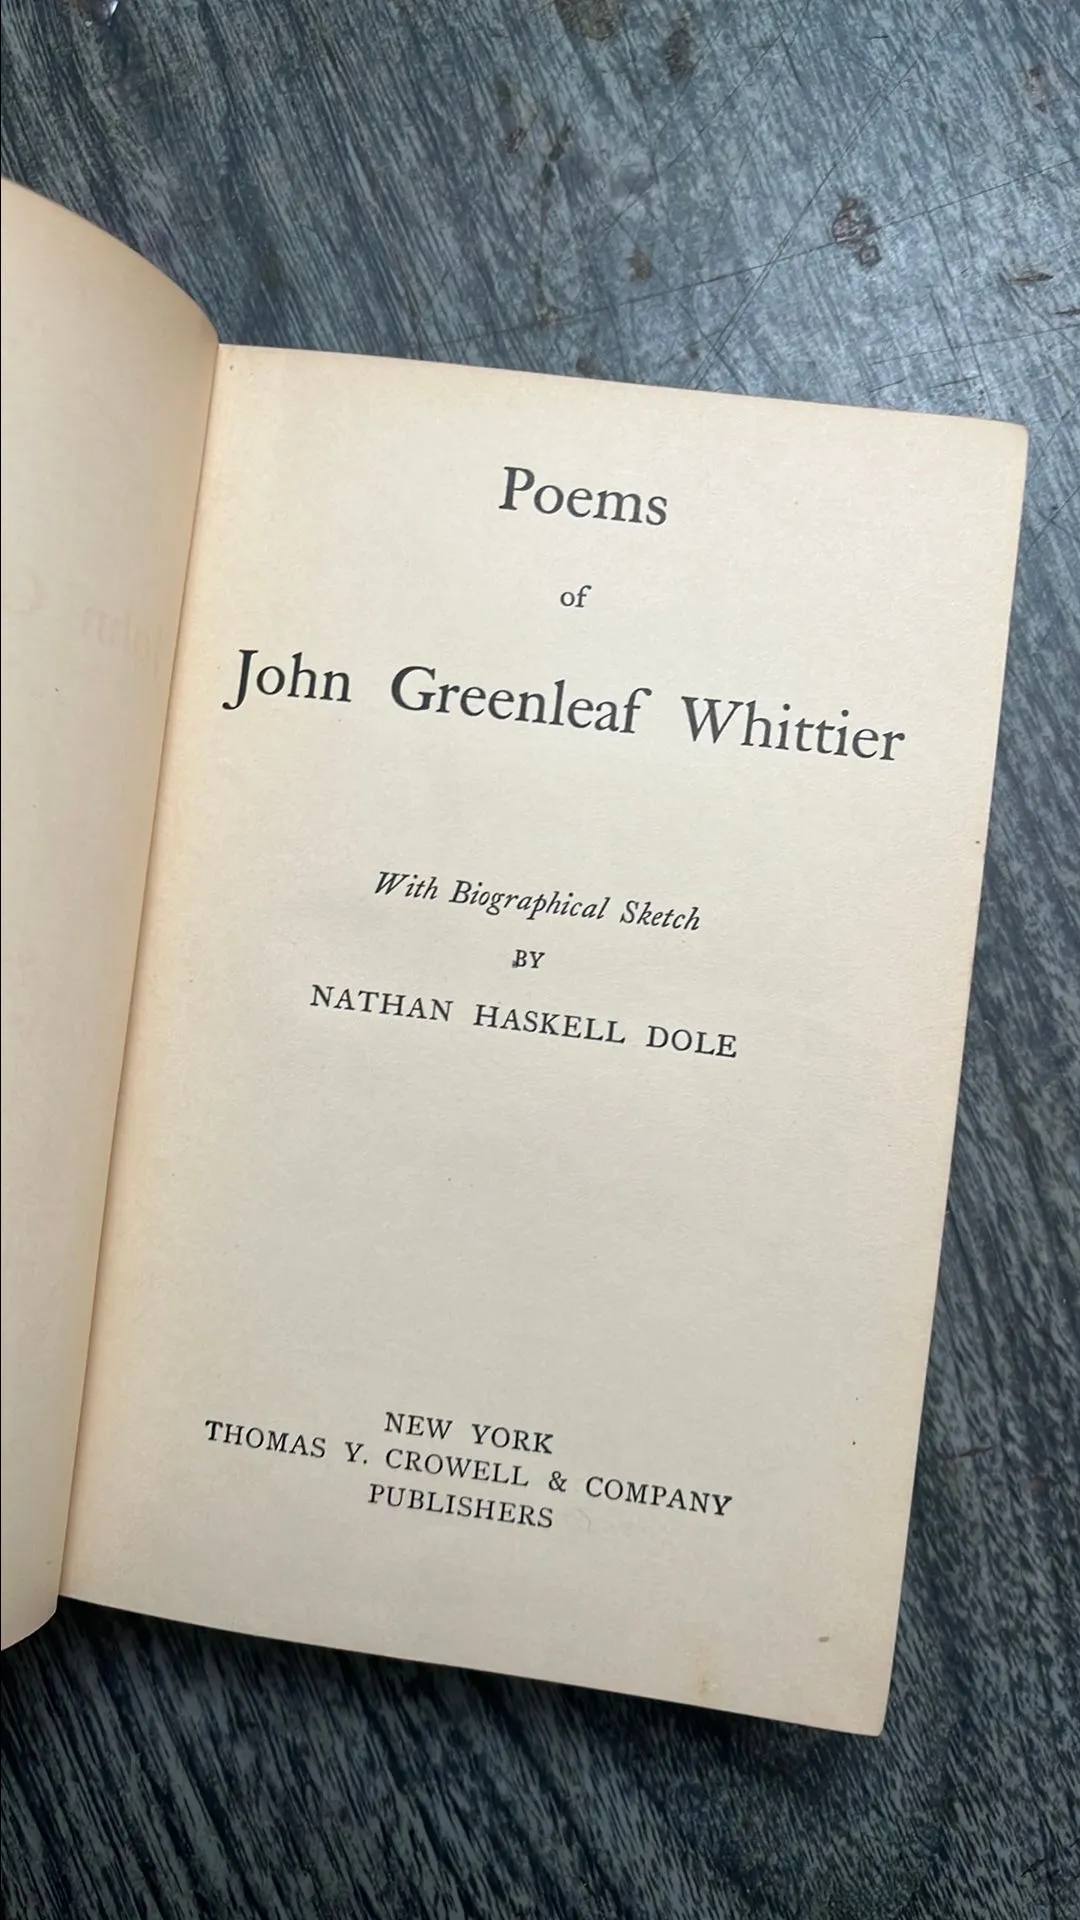 Poems
of
John Greenleaf Whittier
With Biographical Sketch
BY
NATHAN HASKELL DOLE
NEW YORK
THOMAS Y. CROWELL & COMPANY
PUBLISHERS